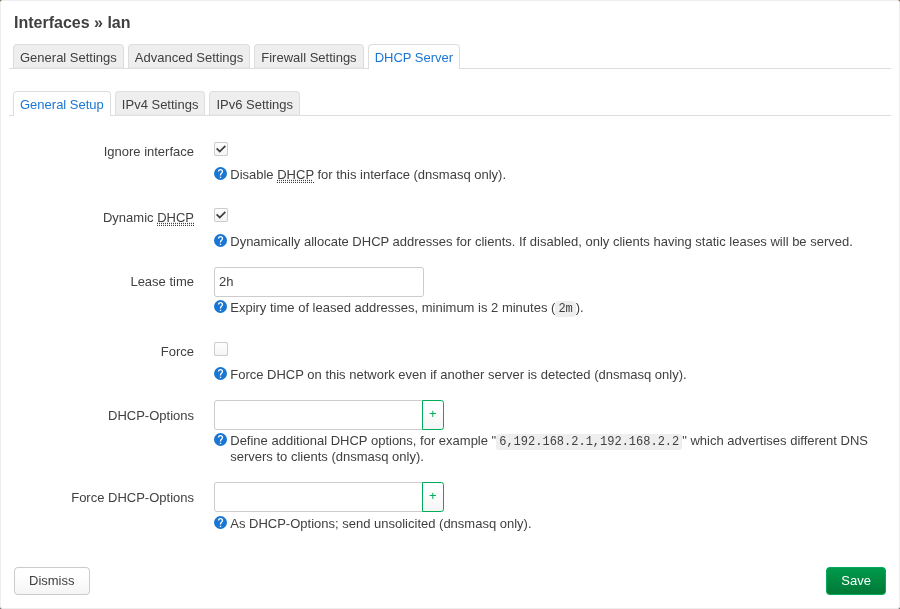 Interfaces » lan
General Settings Advanced Settings Firewall Settings DHCP Server
General Setup IPv4 Settings IPv6 Settings
Ignore interface
Disable DHCP for this interface (dnsmasq only).
Dynamic DHCP
Dynamically allocate DHCP addresses for clients. If disabled, only clients having static leases will be served.
Lease time 2h
Expiry time of leased addresses, minimum is 2 minutes (2m).
Force
Force DHCP on this network even if another server is detected (dnsmasq only).
DHCP-Options +
Define additional DHCP options, for example "6,192.168.2.1,192.168.2.2" which advertises different DNS
servers to clients (dnsmasq only).
Force DHCP-Options +
As DHCP-Options; send unsolicited (dnsmasq only).
Dismiss Save